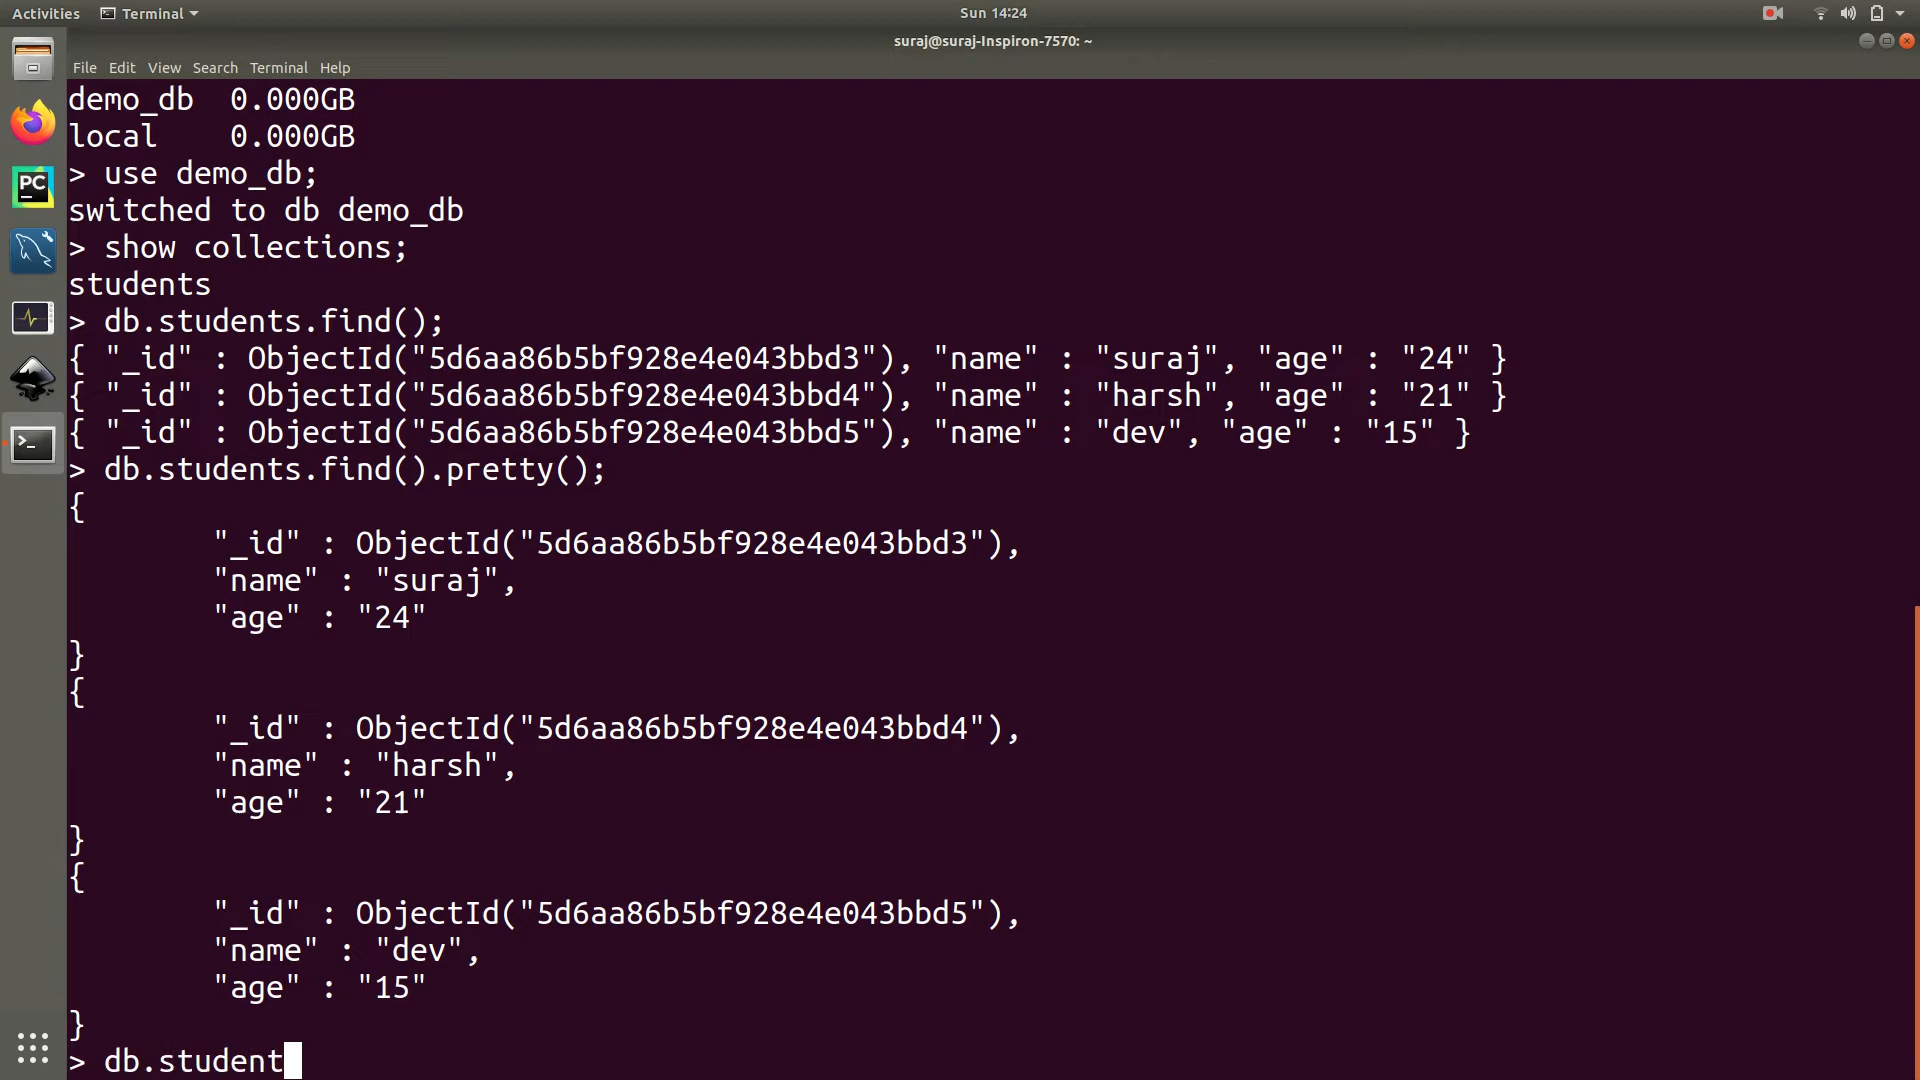 Activities Terminal Sun 14:24
suraj@suraj-Inspiron-7570: ~
File Edit View Search Terminal Help
demo_db  0.000GB
local    0.000GB
> use demo_db;
switched to db demo_db
> show collections;
students
> db.students.find();
{ "_id" : ObjectId("5d6aa86b5bf928e4e043bbd3"), "name" : "suraj", "age" : "24" }
{ "_id" : ObjectId("5d6aa86b5bf928e4e043bbd4"), "name" : "harsh", "age" : "21" }
{ "_id" : ObjectId("5d6aa86b5bf928e4e043bbd5"), "name" : "dev", "age" : "15" }
> db.students.find().pretty();
{
        "_id" : ObjectId("5d6aa86b5bf928e4e043bbd3"),
        "name" : "suraj",
        "age" : "24"
}
{
        "_id" : ObjectId("5d6aa86b5bf928e4e043bbd4"),
        "name" : "harsh",
        "age" : "21"
}
{
        "_id" : ObjectId("5d6aa86b5bf928e4e043bbd5"),
        "name" : "dev",
        "age" : "15"
}
> db.student
PC
>_